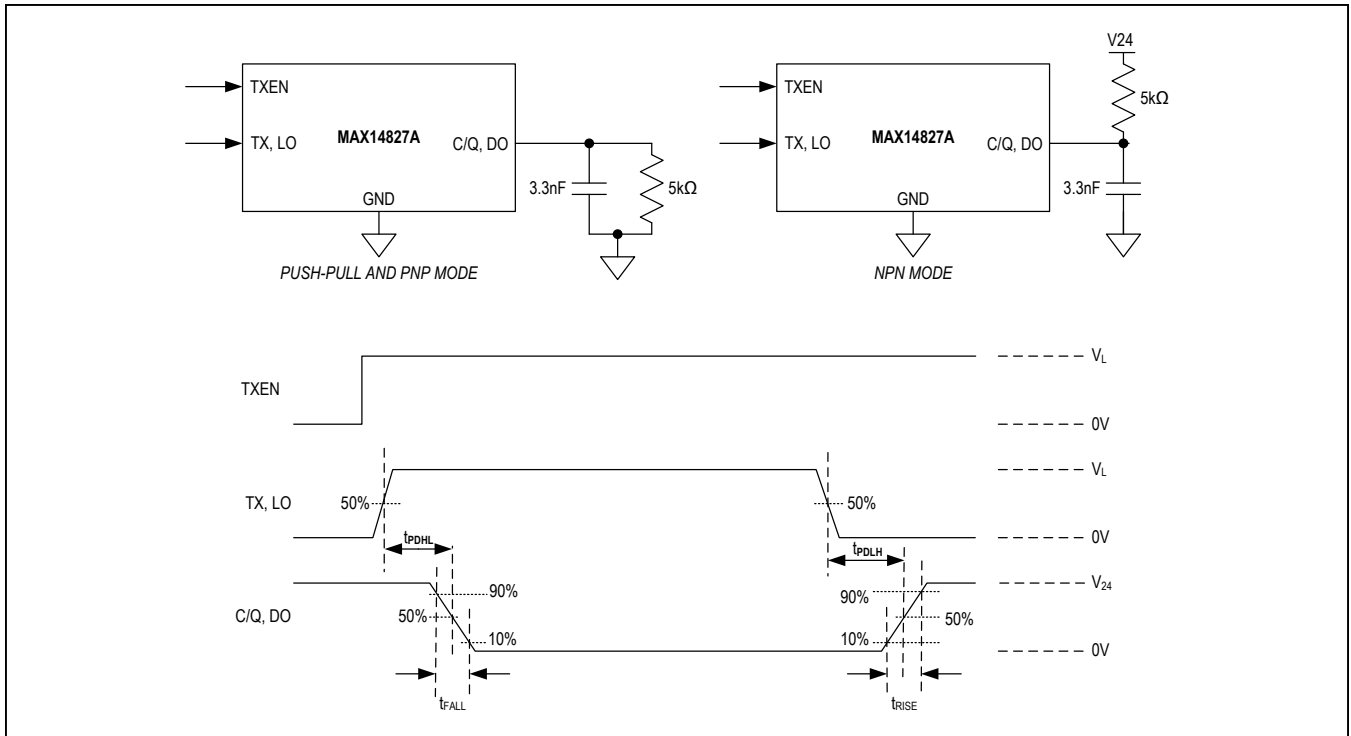 V24
TXEN
TXEN
5kΩ
TX, LO
MAX14827A
C/Q, DO
TX, LO
MAX14827A
C/Q, DO
3.3nF
5kΩ
3.3nF
GND
GND
PUSH-PULL AND PNP MODE
NPN MODE
VL
TXEN
0V
VL
TX, LO
50%
50%
0V
tPDHL
tPDLH
V24
90%
90%
C/Q, DO
50%
50%
10%
10%
0V
tFALL
tRISE